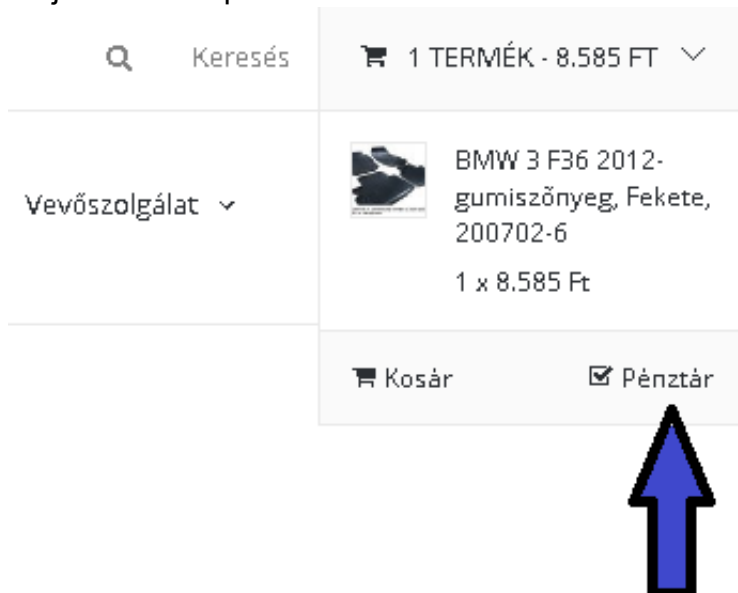 Keresés
1 TERMÉK - 8.585 FT
Vevőszolgálat
BMW 3 F36 2012-
gumiszőnyeg, Fekete,
200702-6
1 x 8.585 Ft
Kosár
Pénztár